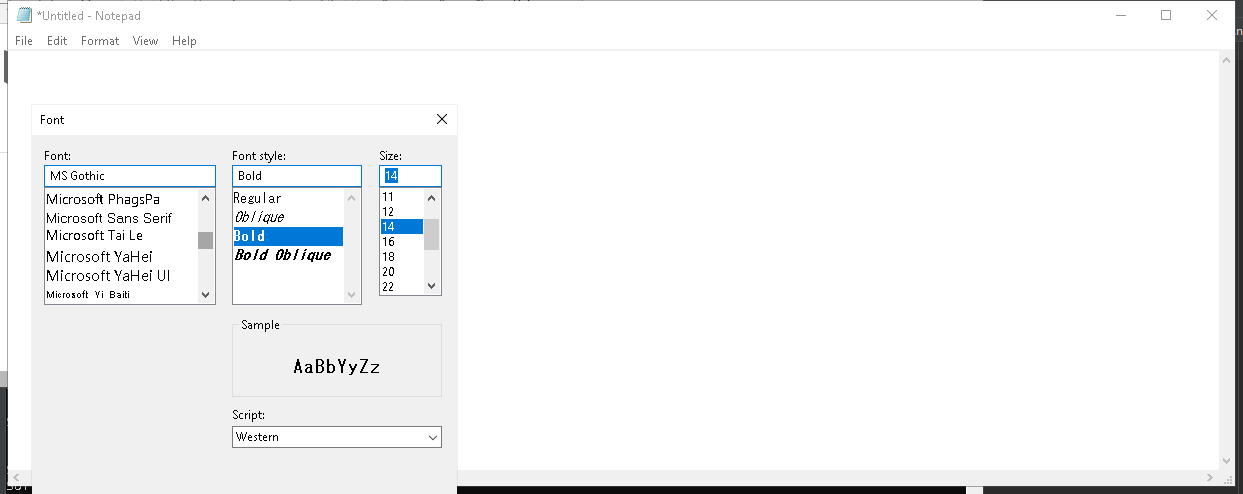 *Untitled - Notepad
File Edit Format View Help
Font
Font: Font style: Size:
MS Gothic Bold 14
Microsoft PhagsPa Regular 11
Microsoft Sans Serif Oblique 12
Microsoft Tai Le Bold 14
Microsoft YaHei Bold Oblique 16
Microsoft YaHei UI 18
Microsoft Yi Baiti 20
22
Sample
AaBbYyZz
Script:
Western